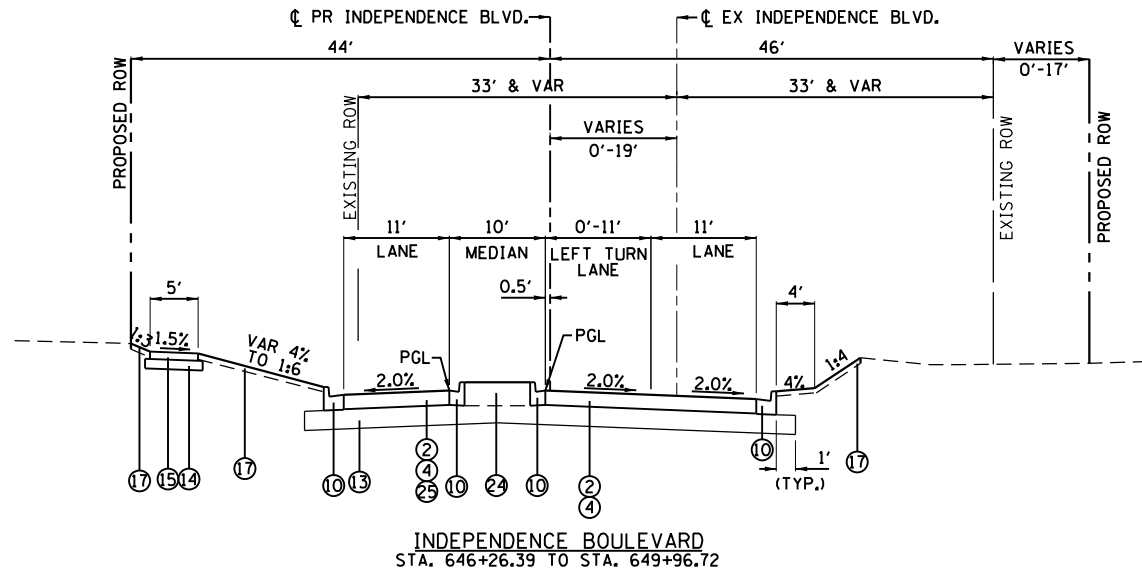 ℄ PR INDEPENDENCE BLVD.
℄ EX INDEPENDENCE BLVD.
44'
46'
VARIES
0'-17'
33' & VAR
33' & VAR
VARIES
0'-19'
PROPOSED ROW
EXISTING ROW
EXISTING ROW
PROPOSED ROW
11'
LANE
10'
MEDIAN
0'-11'
LEFT TURN
LANE
11'
LANE
0.5'
5'
4'
1:3
1.5%
VAR 4%
TO 1:6
PGL
PGL
2.0%
2.0%
2.0%
4%
1:4
17
15
14
17
10
13
2
4
25
10
24
10
2
4
10
1'
(TYP.)
17
INDEPENDENCE BOULEVARD
STA. 646+26.39 TO STA. 649+96.72